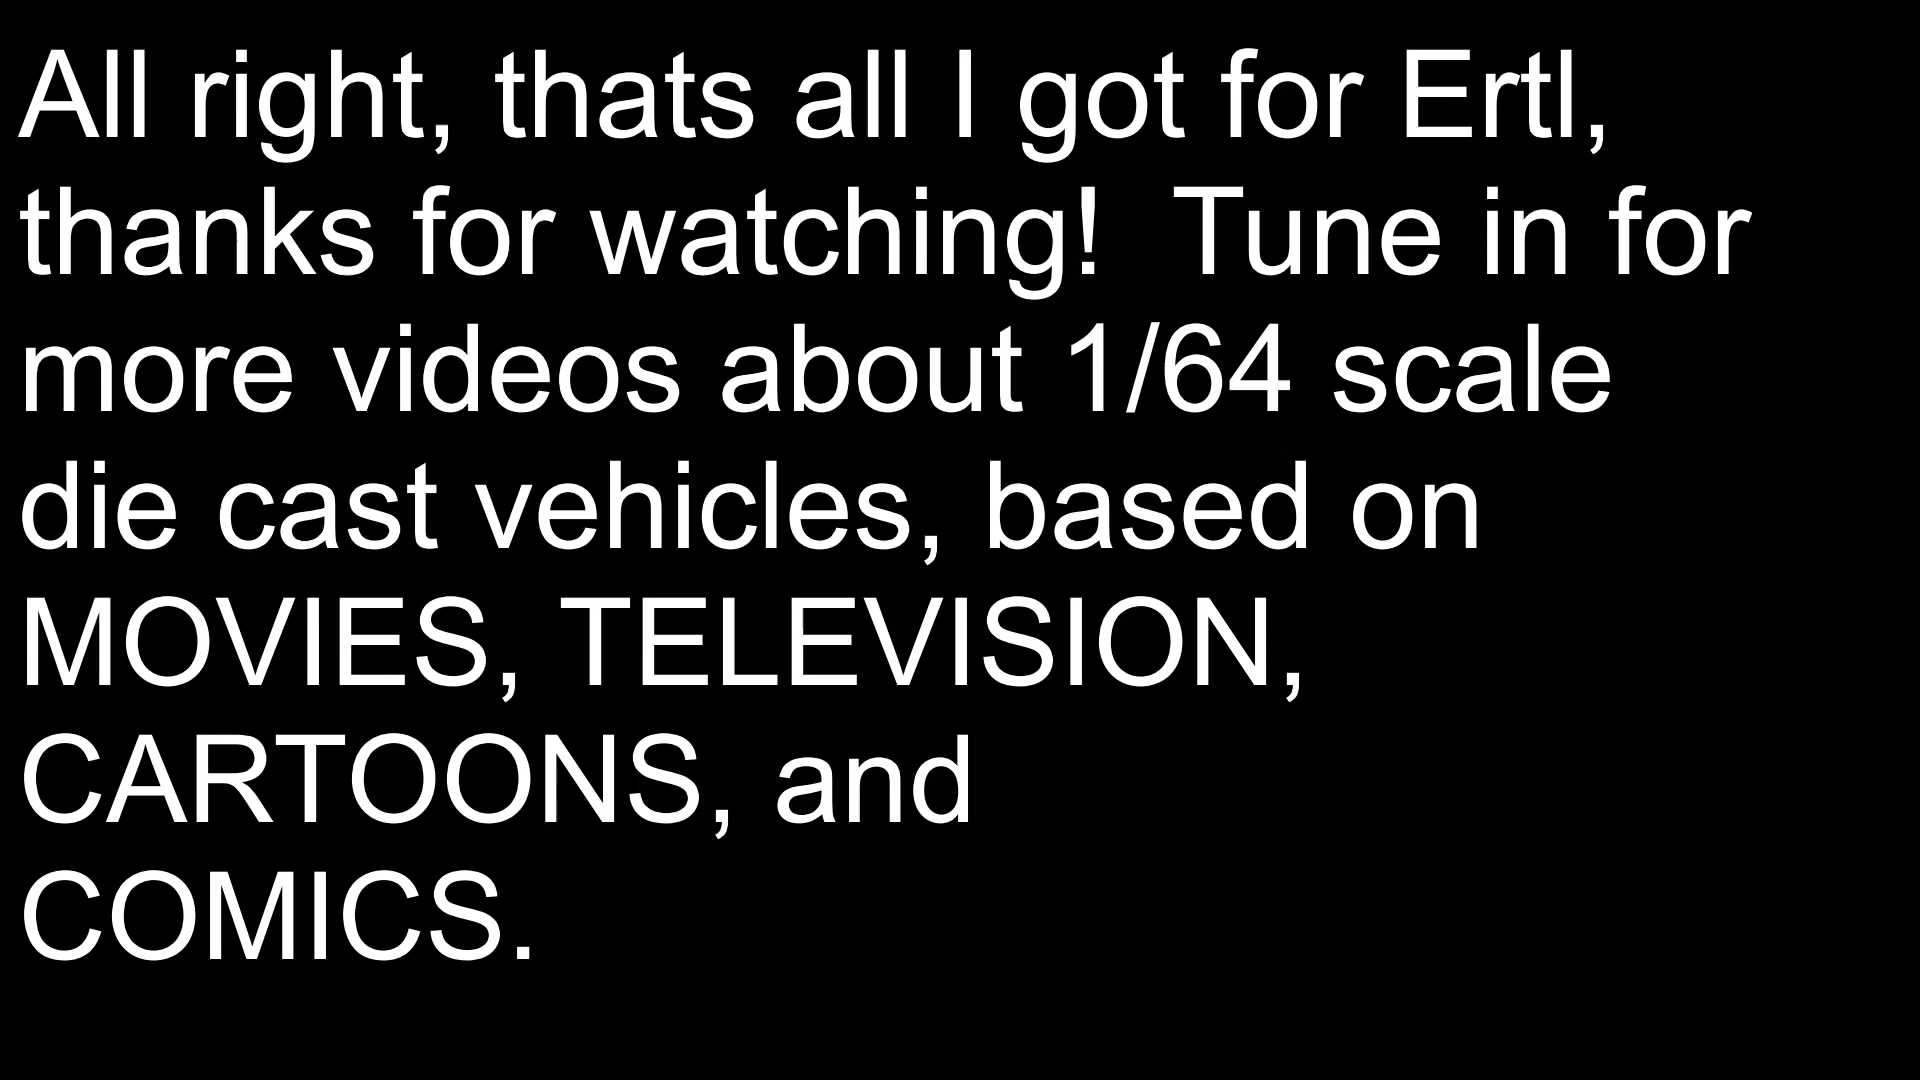 All right, thats all I got for Ertl,
thanks for watching!  Tune in for
more videos about 1/64 scale
die cast vehicles, based on
MOVIES, TELEVISION,
CARTOONS, and
COMICS.